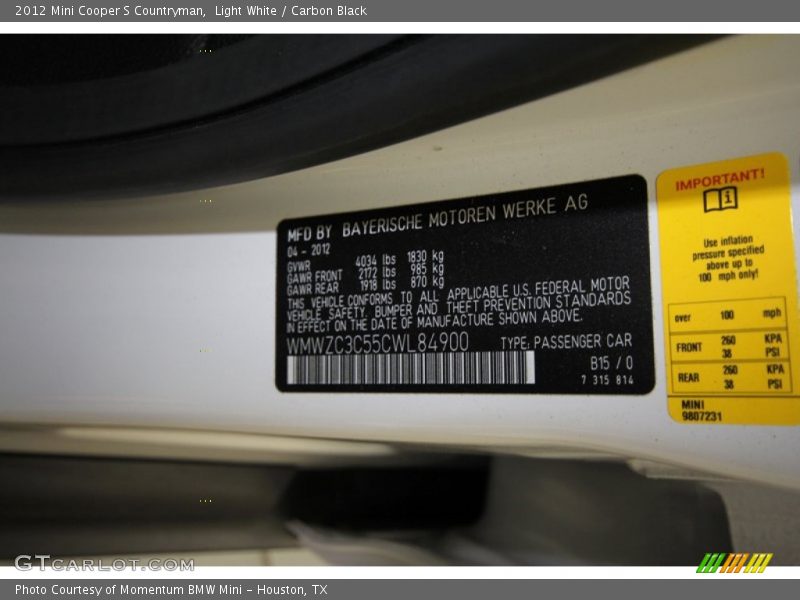 2012 Mini Cooper S Countryman,  Light White / Carbon Black
MFD BY BAYERISCHE MOTOREN WERKE AG
04 - 2012
GVWR 4034 lbs 1830 kg
GAWR FRONT 2172 lbs 985 kg
GAWR REAR 1918 lbs 870 kg
THIS VEHICLE CONFORMS TO ALL APPLICABLE U.S. FEDERAL MOTOR
VEHICLE SAFETY, BUMPER AND THEFT PREVENTION STANDARDS
IN EFFECT ON THE DATE OF MANUFACTURE SHOWN ABOVE.
WMWZC3C55CWL84900 TYPE: PASSENGER CAR
B15 / 0
7 315 814
IMPORTANT!
i
Use inflation
pressure specified
above up to
100 mph only!
over 100 mph
FRONT 260 KPA
38 PSI
REAR 260 KPA
38 PSI
MINI
9807231
GTCARLOT.COM
Photo Courtesy of Momentum BMW Mini - Houston, TX